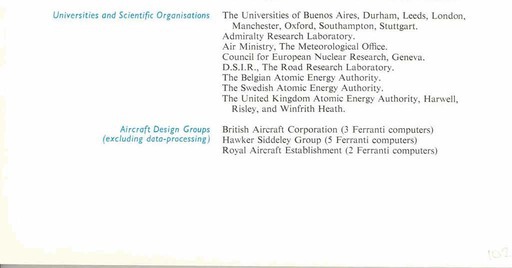 Universities and Scientific Organisations The Universities of Buenos Aires, Durham, Leeds, London,
Manchester, Oxford, Southampton, Stuttgart.
Admiralty Research Laboratory.
Air Ministry, The Meteorological Office.
Council for European Nuclear Research, Geneva.
D.S.I.R., The Road Research Laboratory.
The Belgian Atomic Energy Authority.
The Swedish Atomic Energy Authority.
The United Kingdom Atomic Energy Authority, Harwell,
Risley, and Winfrith Heath.
Aircraft Design Groups British Aircraft Corporation (3 Ferranti computers)
(excluding data-processing) Hawker Siddeley Group (5 Ferranti computers)
Royal Aircraft Establishment (2 Ferranti computers)